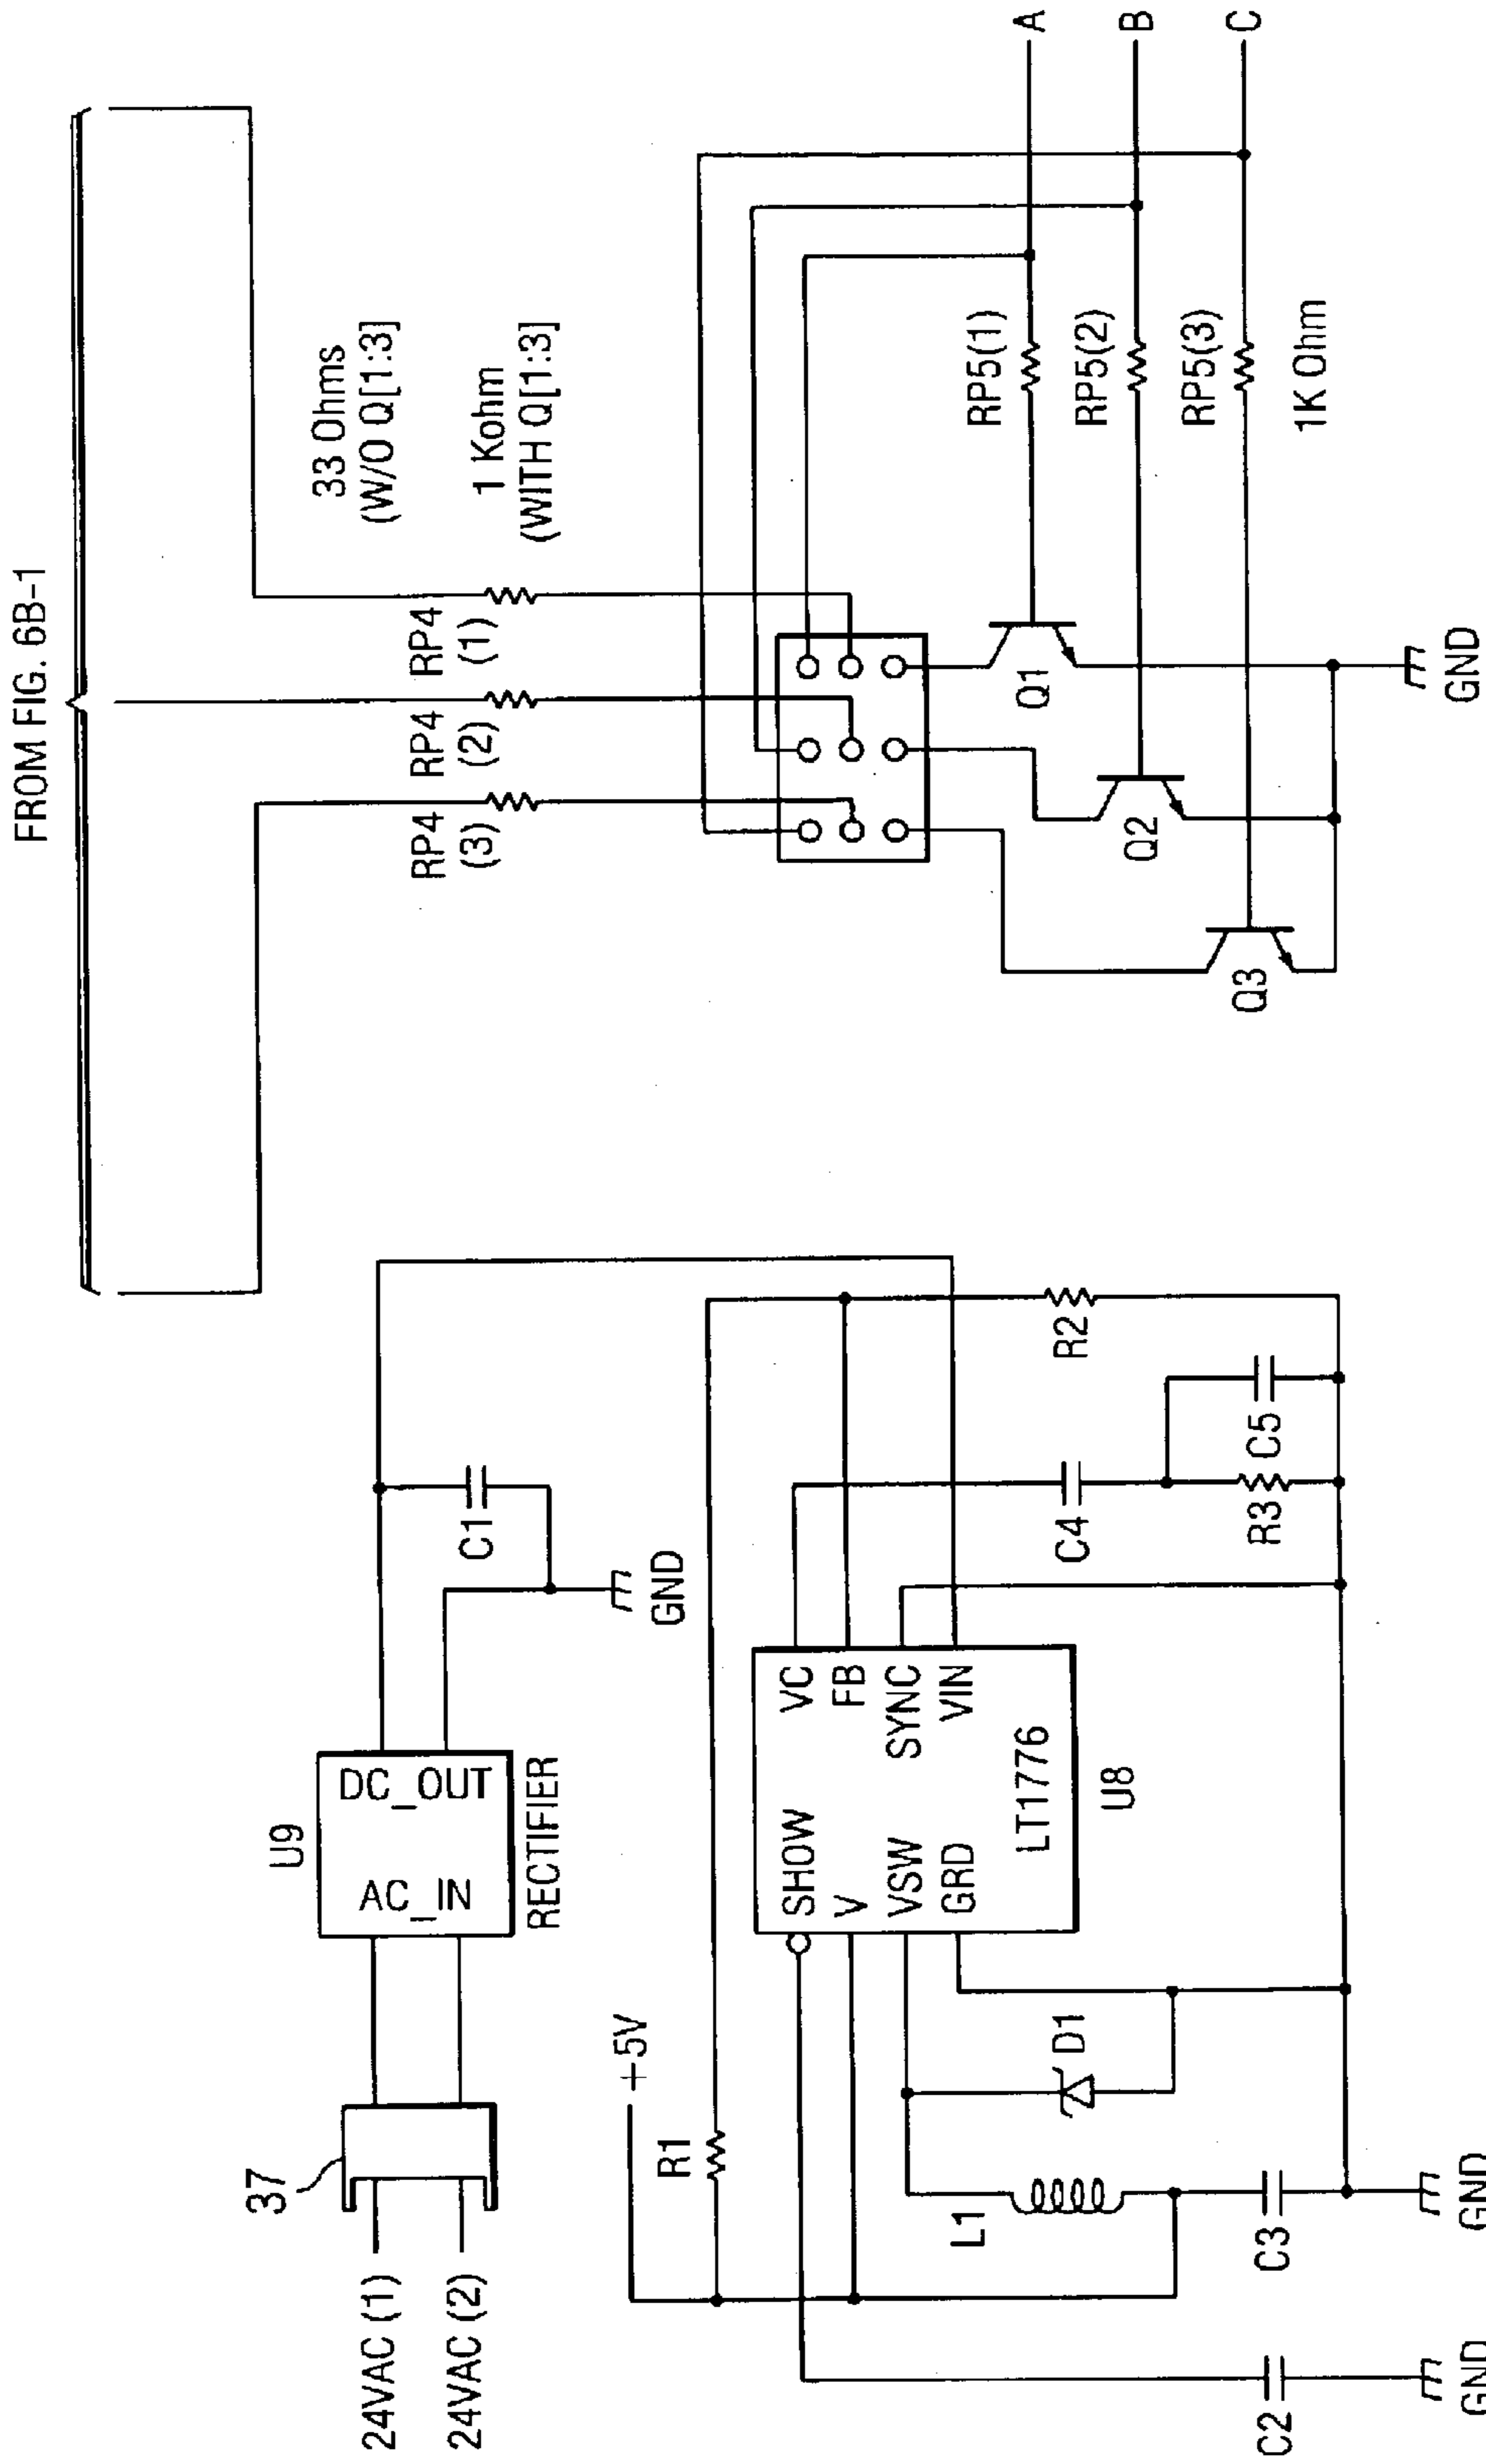 FROM FIG. 6B-1
33 Ohms
(W/O Q[1:3]
1 Kohm
(WITH Q[1:3]
RP4
(3)
RP4
(2)
RP4
(1)
A
B
C
RP5(1)
RP5(2)
RP5(3)
1K Ohm
Q1
Q2
Q3
GND
37
24VAC (1)
24VAC (2)
U9
AC_IN
DC_OUT
RECTIFIER
C1
GND
+5V
R1
SHOW
V
VSW
GRD
VC
FB
SYNC
VIN
LT1776
U8
D1
L1
C4
R2
R3
C5
C2
C3
GND
GND